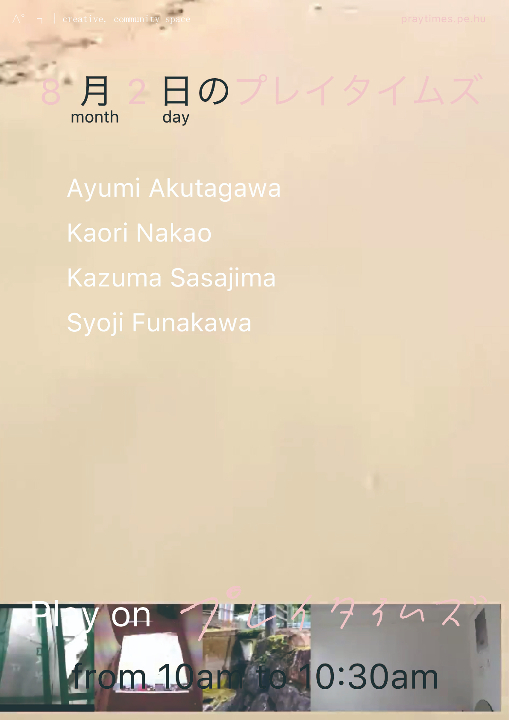 ペ ヨ | creative, community space
praytimes.pe.hu
8月2日のプレイタイムズ
month day
Ayumi Akutagawa
Kaori Nakao
Kazuma Sasajima
Syoji Funakawa
Play on プレイタイムズ
from 10am to 10:30am